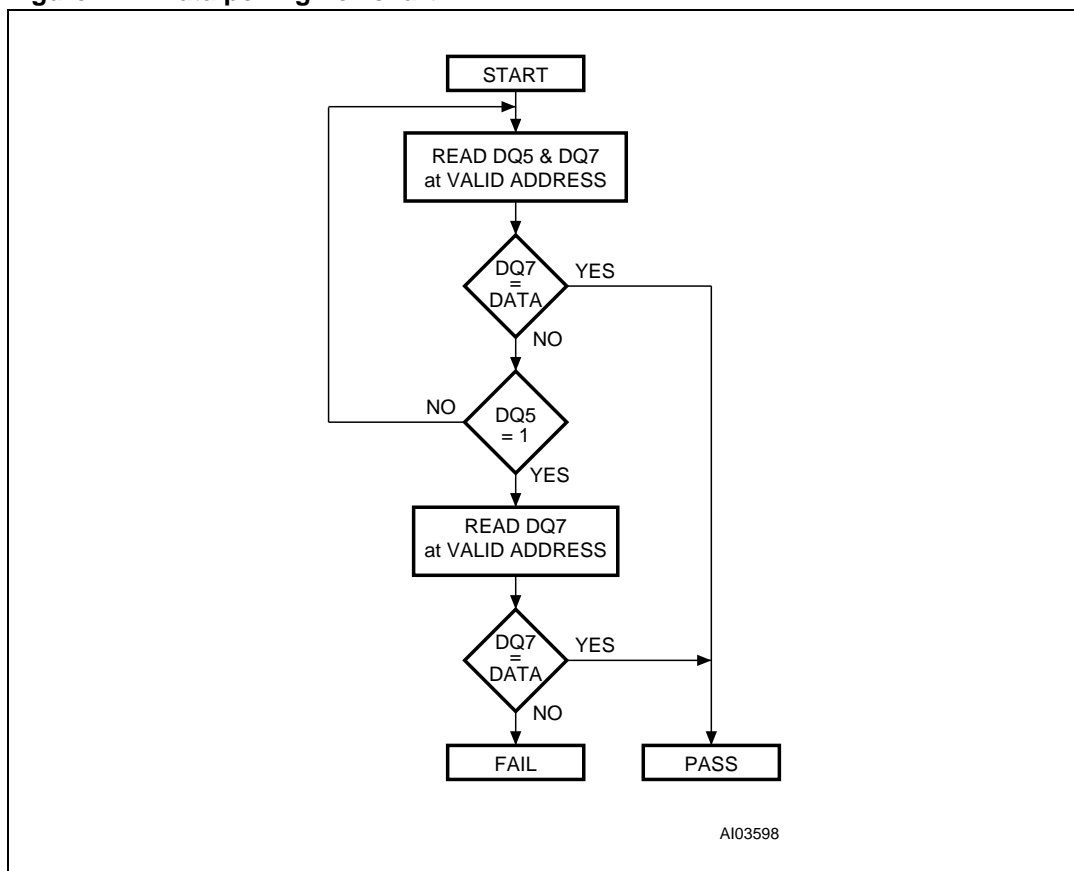 START
READ DQ5 & DQ7
at VALID ADDRESS
DQ7
=
DATA
YES
NO
NO
DQ5
= 1
YES
READ DQ7
at VALID ADDRESS
DQ7
=
DATA
YES
NO
FAIL
PASS
AI03598